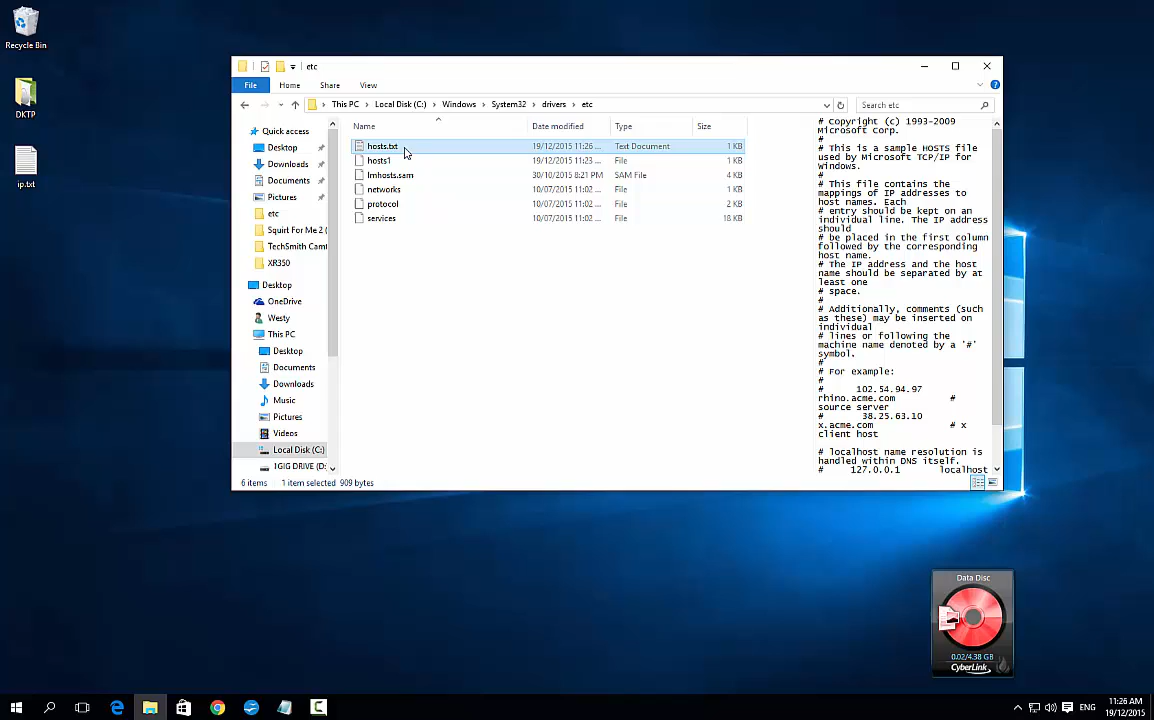 Recycle Bin
DKTP
ip.txt
etc
File
Home
Share
View
This PC
Local Disk (C:)
Windows
System32
drivers
etc
Search etc
Name
Date modified
Type
Size
hosts.txt
19/12/2015 11:26 ...
Text Document
1 KB
hosts1
19/12/2015 11:23 ...
File
1 KB
lmhosts.sam
30/10/2015 8:21 PM
SAM File
4 KB
networks
10/07/2015 11:02 ...
File
1 KB
protocol
10/07/2015 11:02 ...
File
2 KB
services
10/07/2015 11:02 ...
File
18 KB
Quick access
Desktop
Downloads
Documents
Pictures
etc
Squirt For Me 2 (
TechSmith Camt
XR350
Desktop
OneDrive
Westy
This PC
Desktop
Documents
Downloads
Music
Pictures
Videos
Local Disk (C:)
1GIG DRIVE (D:
# Copyright (c) 1993-2009
Microsoft Corp.
#
# This is a sample HOSTS file
used by Microsoft TCP/IP for
Windows.
#
# This file contains the
mappings of IP addresses to
host names. Each
# entry should be kept on an
individual line. The IP address
should
# be placed in the first column
followed by the corresponding
host name.
# The IP address and the host
name should be separated by at
least one
# space.
#
# Additionally, comments (such
as these) may be inserted on
individual
# lines or following the
machine name denoted by a '#'
symbol.
#
# For example:
#
# 102.54.94.97
rhino.acme.com #
source server
# 38.25.63.10
x.acme.com # x
client host
# localhost name resolution is
handled within DNS itself.
# 127.0.0.1 localhost
6 items
1 item selected 909 bytes
Data Disc
0.02/4.38 GB
CyberLink
ENG
11:26 AM
19/12/2015